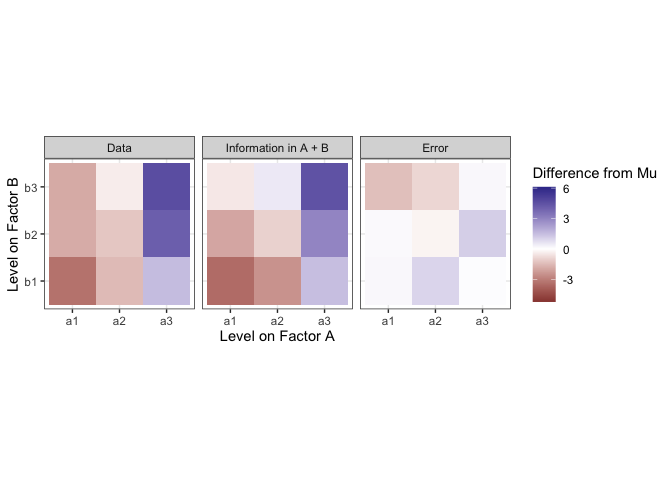 Data
Information in A + B
Error
Difference from Mu
6
3
0
-3
Level on Factor B
b3
b2
b1
a1 a2 a3 a1 a2 a3 a1 a2 a3
Level on Factor A